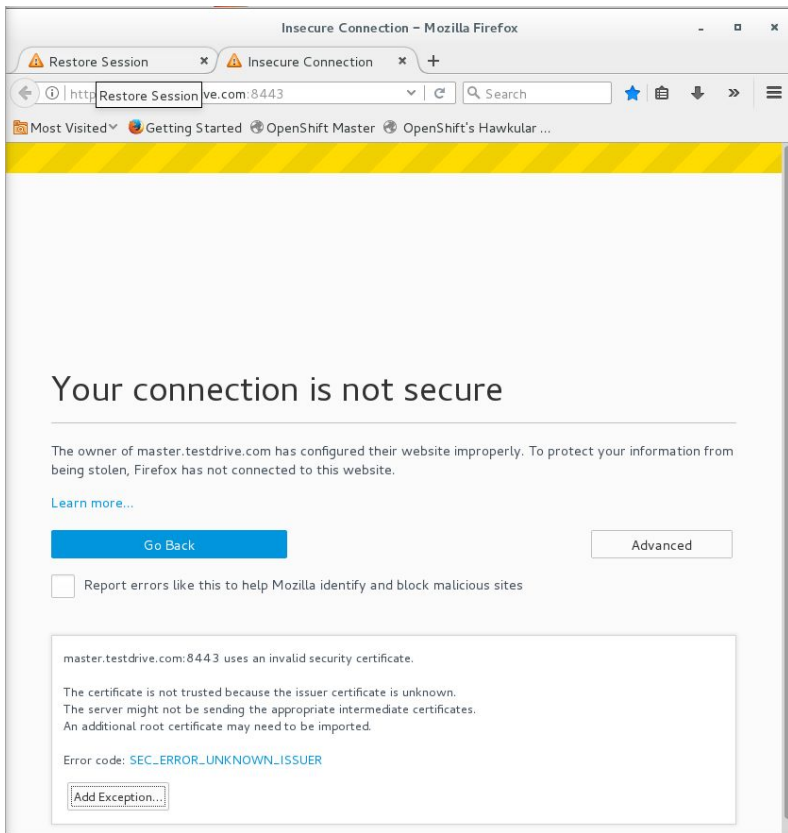 Insecure Connection – Mozilla Firefox
Restore Session
Insecure Connection
http
Restore Session
ve.com:8443
Search
Most Visited
Getting Started
OpenShift Master
OpenShift's Hawkular ...
Your connection is not secure
The owner of master.testdrive.com has configured their website improperly. To protect your information from
being stolen, Firefox has not connected to this website.
Learn more...
Go Back
Advanced
Report errors like this to help Mozilla identify and block malicious sites
master.testdrive.com:8443 uses an invalid security certificate.
The certificate is not trusted because the issuer certificate is unknown.
The server might not be sending the appropriate intermediate certificates.
An additional root certificate may need to be imported.
Error code: SEC_ERROR_UNKNOWN_ISSUER
Add Exception...